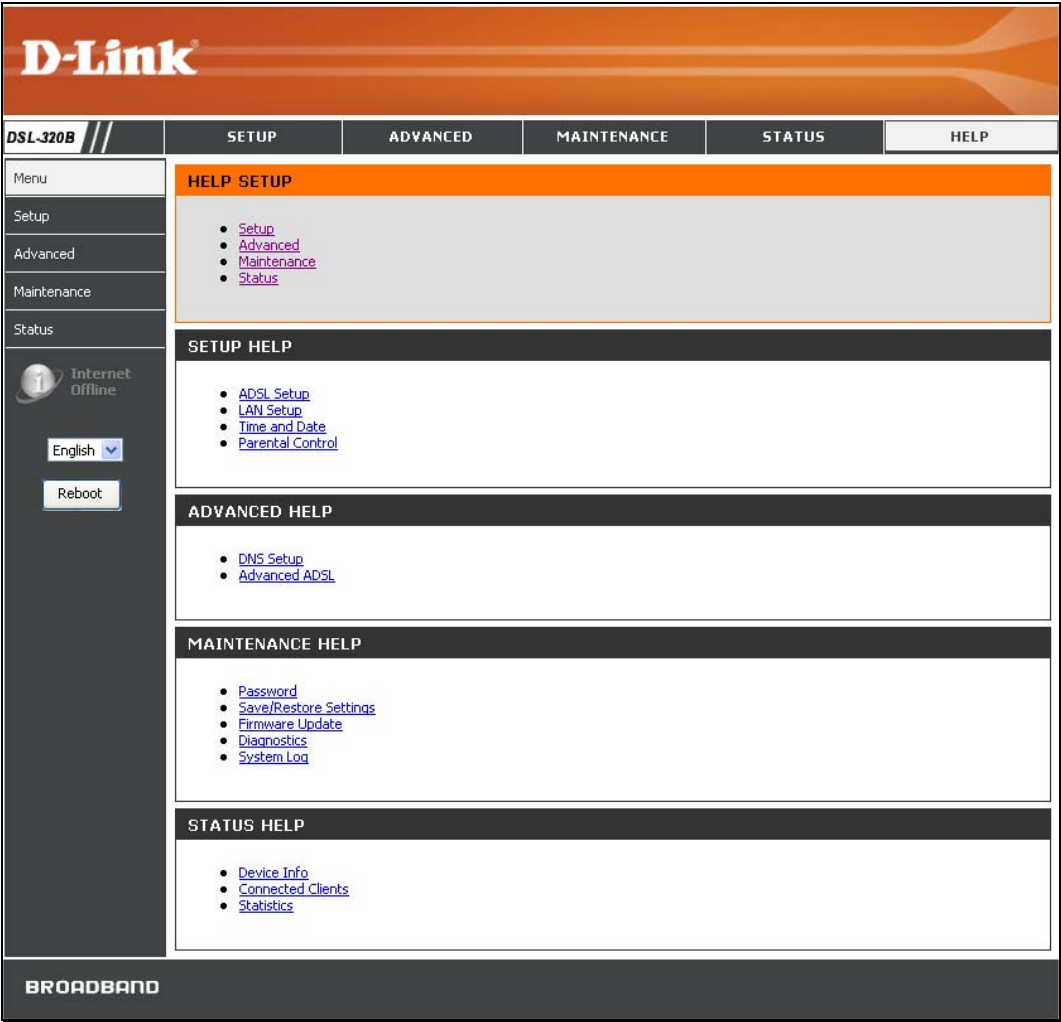 D-Link
DSL-320B SETUP ADVANCED MAINTENANCE STATUS HELP
Menu
Setup
Advanced
Maintenance
Status
Internet
Offline
English
Reboot
HELP SETUP
Setup
Advanced
Maintenance
Status
SETUP HELP
ADSL Setup
LAN Setup
Time and Date
Parental Control
ADVANCED HELP
DNS Setup
Advanced ADSL
MAINTENANCE HELP
Password
Save/Restore Settings
Firmware Update
Diagnostics
System Log
STATUS HELP
Device Info
Connected Clients
Statistics
BROADBAND